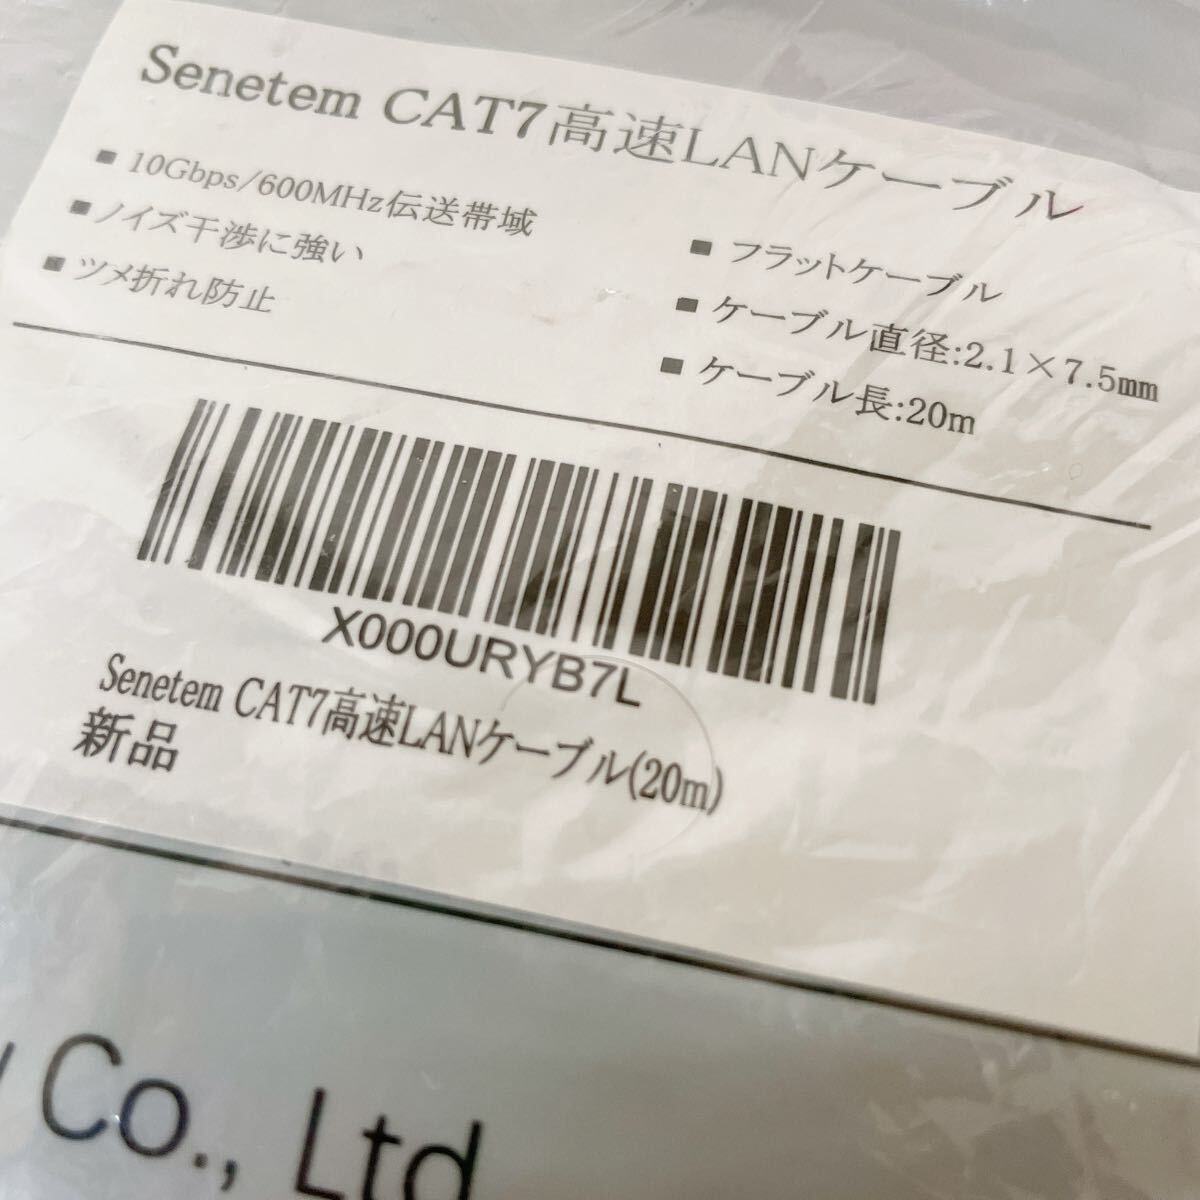 Senetem CAT7高速LANケーブル
■ 10Gbps/600MHz伝送帯域
■ ノイズ干渉に強い
■ ツメ折れ防止
■ フラットケーブル
■ ケーブル直径:2.1×7.5mm
■ ケーブル長:20m
X000URYB7L
Senetem CAT7高速LANケーブル(20m)
新品
Co., Ltd